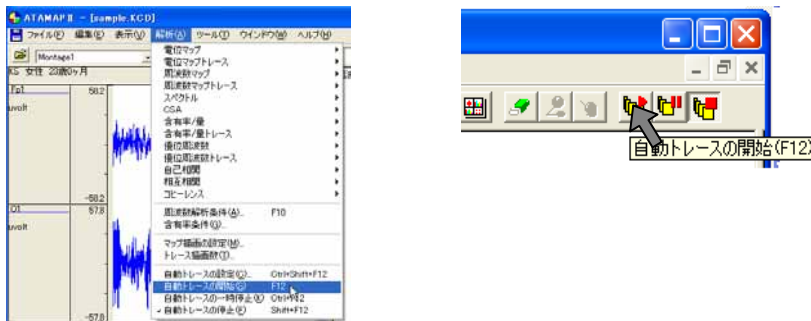 ATAMAP II - [sample.KCD]
ファイル(F) 編集(E) 表示(V) 解析(A) ツール(T) ウインドウ(W) ヘルプ(H)
Montage1
KS 女性 23歳0ヶ月
電位マップ
電位マップトレース
周波数マップ
周波数マップトレース
スペクトル
CSA
含有率/量
含有率/量トレース
優位周波数
優位周波数トレース
自己相関
相互相関
コヒーレンス
周波数解析条件(A)... F10
含有率条件(Q)...
マップ描画の設定(M)...
トレース描画数(T)...
自動トレースの設定(C)... Ctrl+Shift+F12
自動トレースの開始(G) F12
自動トレースの一時停止(K) Ctrl+F12
自動トレースの停止(F) Shift+F12
Fp1 58.2
uvolt
-58.2
O1 57.8
uvolt
-57.8
自動トレースの開始(F12)